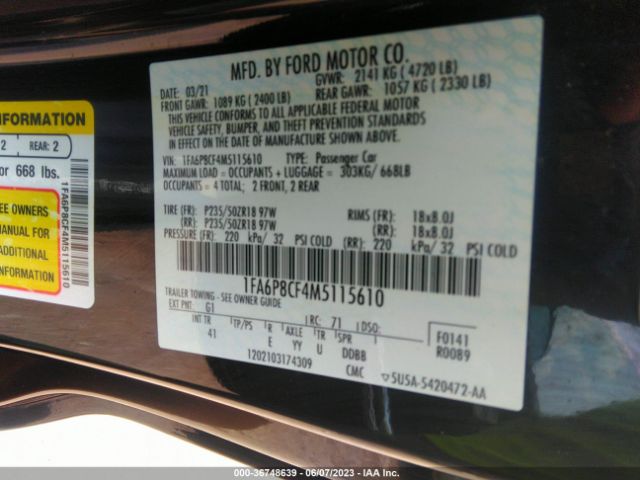 INFORMATION
2 REAR: 2
or 668 lbs.
EE OWNERS
ANUAL FOR
ADDITIONAL
INFORMATION
1FA6P8CF4M5115610
MFD. BY FORD MOTOR CO.
DATE: 03/21 GVWR: 2141 KG ( 4720 LB)
FRONT GAWR: 1089 KG ( 2400 LB) REAR GAWR: 1057 KG ( 2330 LB)
THIS VEHICLE CONFORMS TO ALL APPLICABLE FEDERAL MOTOR
VEHICLE SAFETY, BUMPER, AND THEFT PREVENTION STANDARDS IN
EFFECT ON THE DATE OF MANUFACTURE SHOWN ABOVE.
VIN: 1FA6P8CF4M5115610 TYPE: Passenger Car
MAXIMUM LOAD = OCCUPANTS + LUGGAGE = 303KG/ 668LB
OCCUPANTS = 4 TOTAL; 2 FRONT, 2 REAR
TIRE (FR): P235/50ZR18 97W RIMS (FR): 18x8.0J
(RR): P235/50ZR18 97W (RR): 18x8.0J
PRESSURE (FR): 220 kPa/ 32 PSI COLD (RR): 220 kPa/ 32 PSI COLD
1FA6P8CF4M5115610
TRAILER TOWING - SEE OWNER GUIDE
EXT PNT: G1 RC: 71 DSO: F0141
INT TR TP/PS R AXLE TR SPR R0089
41 E YY U DDBB
1202103174309 CMC 5U5A-5420472-AA
000-36748639 - 06/07/2023 - IAA Inc.